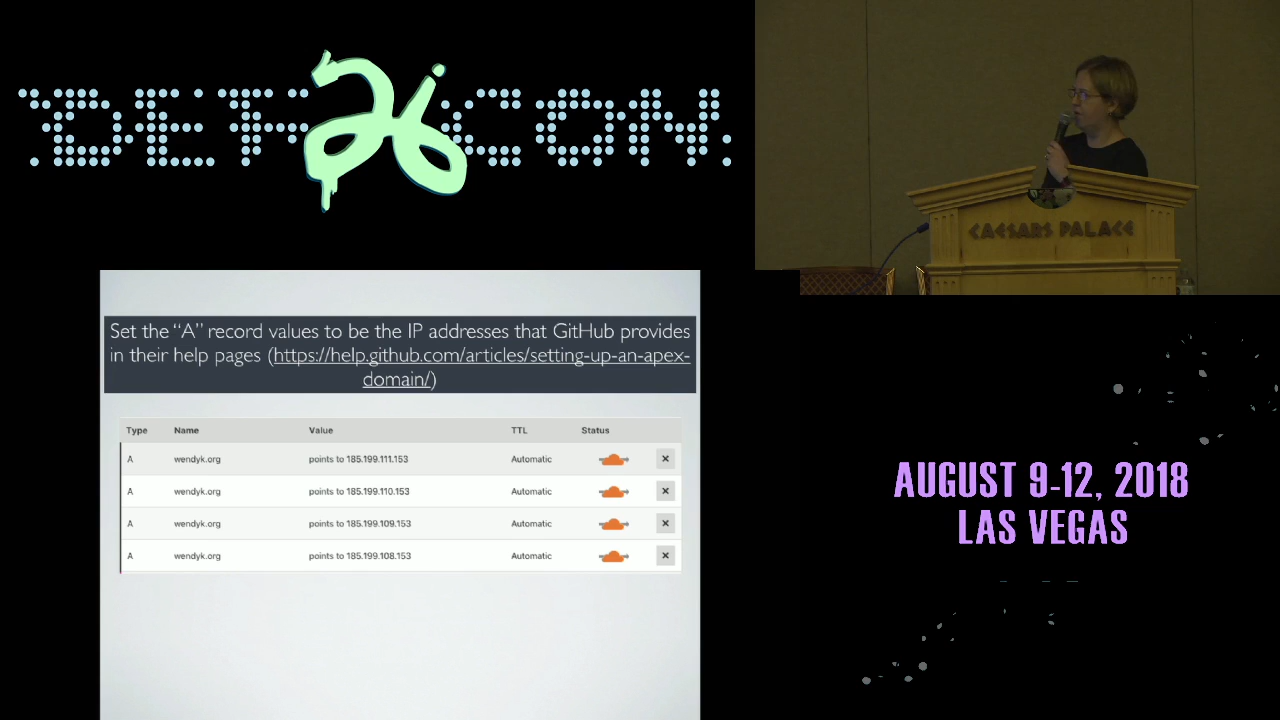 DEF 26 CON
CAESARS PALACE
Set the “A” record values to be the IP addresses that GitHub provides
in their help pages (https://help.github.com/articles/setting-up-an-apex-
domain/)
Type Name Value TTL Status
A wendyk.org points to 185.199.111.153 Automatic ×
A wendyk.org points to 185.199.110.153 Automatic ×
A wendyk.org points to 185.199.109.153 Automatic ×
A wendyk.org points to 185.199.108.153 Automatic ×
AUGUST 9-12, 2018
LAS VEGAS